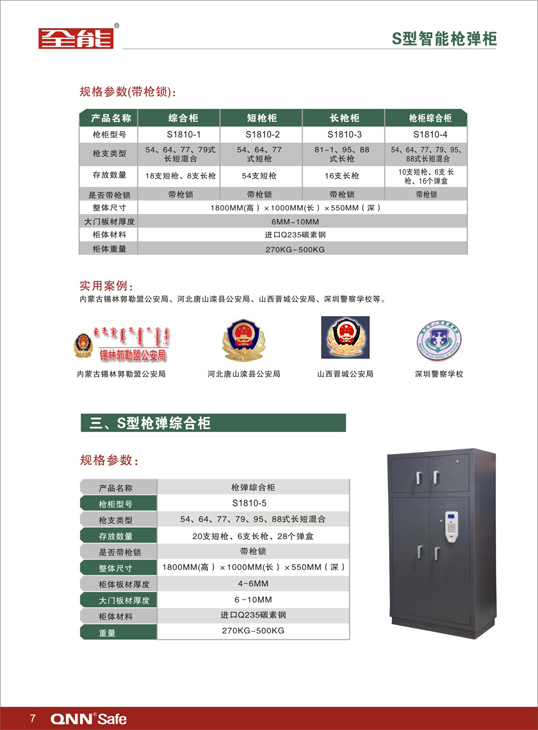 全能®
S型智能枪弹柜
规格参数(带枪锁):
产品名称 综合柜 短枪柜 长枪柜 枪柜综合柜
枪柜型号 S1810-1 S1810-2 S1810-3 S1810-4
枪支类型 54、64、77、79式长短混合 54、64、77式短枪 81-1、95、88式长枪 54、64、77、79、95、88式长短混合
存放数量 18支短枪、8支长枪 54支短枪 16支长枪 10支短枪、6支长枪、16个弹盒
是否带枪锁 带枪锁 带枪锁 带枪锁 带枪锁
整体尺寸 1800MM(高)×1000MM(长)×550MM(深)
大门板材厚度 6MM~10MM
柜体材料 进口Q235碳素钢
柜体重量 270KG~500KG
实用案例:
内蒙古锡林郭勒盟公安局、河北唐山滦县公安局、山西晋城公安局、深圳警察学校等。
锡林郭勒盟公安局
内蒙古锡林郭勒盟公安局 河北唐山滦县公安局 山西晋城公安局 深圳警察学校
三、S型枪弹综合柜
规格参数:
产品名称 枪弹综合柜
枪柜型号 S1810-5
枪支类型 54、64、77、79、95、88式长短混合
存放数量 20支短枪、6支长枪、28个弹盒
是否带枪锁 带枪锁
整体尺寸 1800MM(高)×1000MM(长)×550MM(深)
柜体板材厚度 4~6MM
大门板材厚度 6~10MM
柜体材料 进口Q235碳素钢
重量 270KG~500KG
7 QNN®Safe